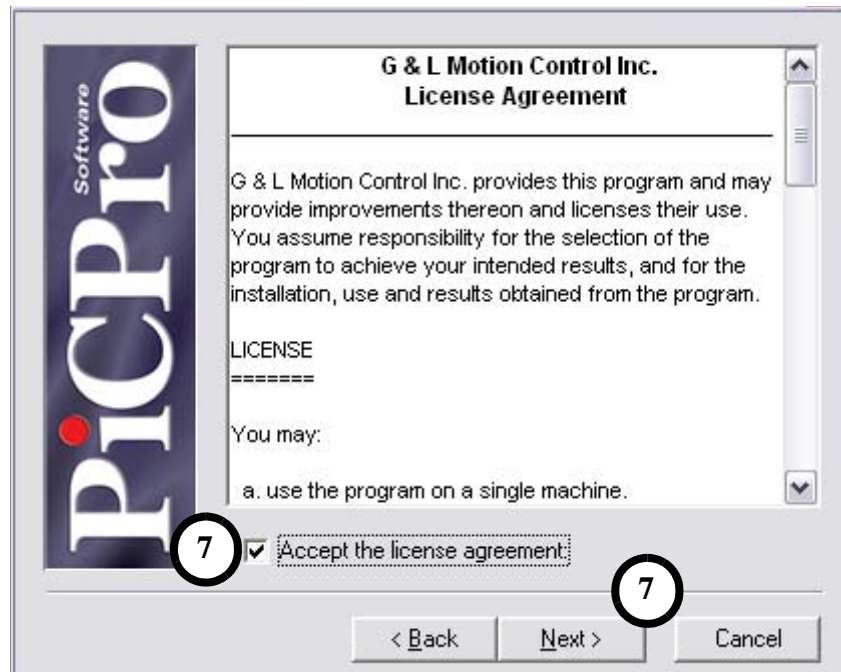 PiCPro
Software
G & L Motion Control Inc.
License Agreement
G & L Motion Control Inc. provides this program and may
provide improvements thereon and licenses their use.
You assume responsibility for the selection of the
program to achieve your intended results, and for the
installation, use and results obtained from the program.
LICENSE
=======
You may:
a. use the program on a single machine.
7
Accept the license agreement:
7
< Back
Next >
Cancel